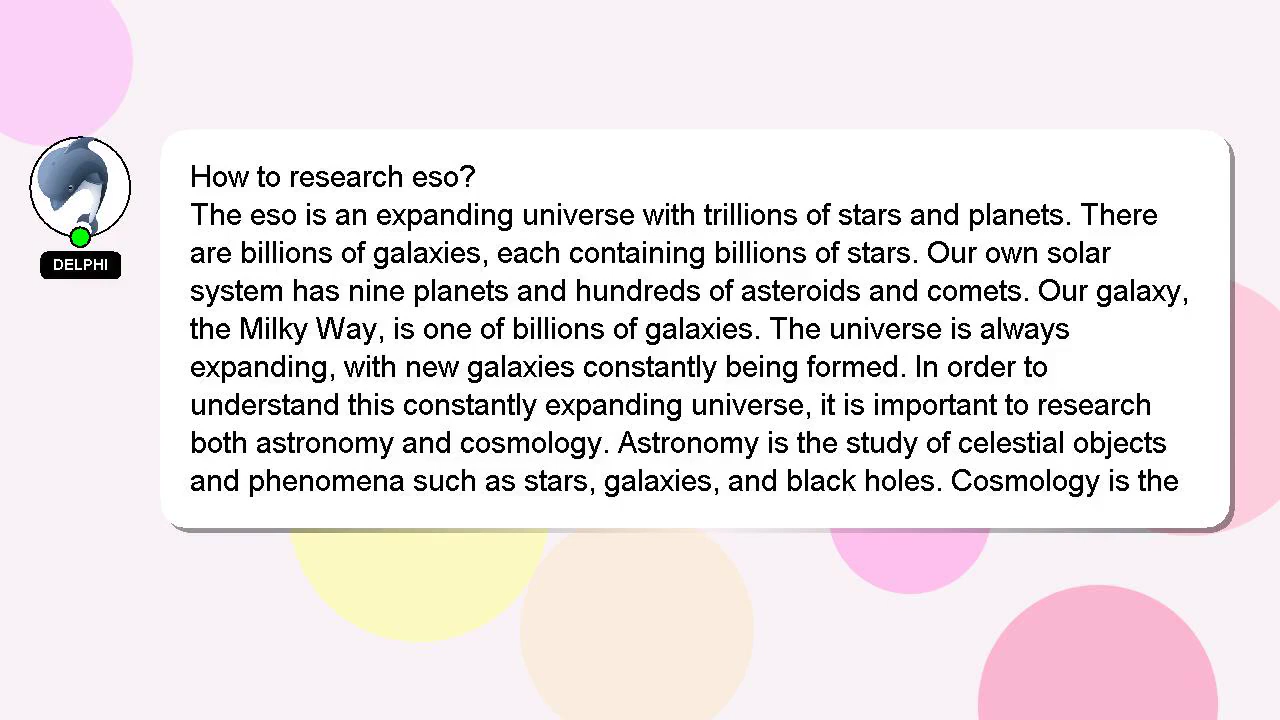 How to research eso?
The eso is an expanding universe with trillions of stars and planets. There
are billions of galaxies, each containing billions of stars. Our own solar
system has nine planets and hundreds of asteroids and comets. Our galaxy,
the Milky Way, is one of billions of galaxies. The universe is always
expanding, with new galaxies constantly being formed. In order to
understand this constantly expanding universe, it is important to research
both astronomy and cosmology. Astronomy is the study of celestial objects
and phenomena such as stars, galaxies, and black holes. Cosmology is the
DELPHI